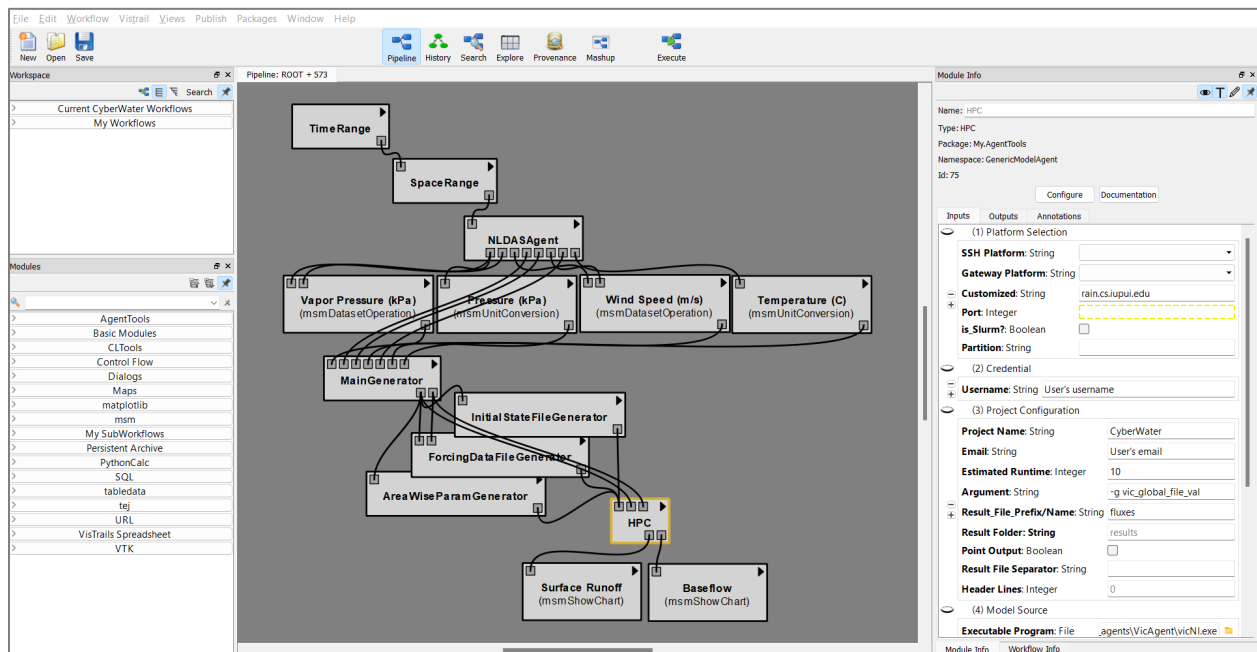 File Edit Workflow Vistrail Views Publish Packages Window Help
New Open Save Pipeline History Search Explore Provenance Mashup Execute
Workspace
Search
Current CyberWater Workflows
My Workflows
Modules
AgentTools
Basic Modules
CLTools
Control Flow
Dialogs
Maps
matplotlib
msm
My SubWorkflows
Persistent Archive
PythonCalc
SQL
tabledata
tej
URL
VisTrails Spreadsheet
VTK
Pipeline: ROOT + 573
TimeRange
SpaceRange
NLDASAgent
Vapor Pressure (kPa)
(msmDatasetOperation)
Pressure (kPa)
(msmUnitConversion)
Wind Speed (m/s)
(msmDatasetOperation)
Temperature (C)
(msmUnitConversion)
MainGenerator
InitialStateFileGenerator
ForcingDataFileGenerator
AreaWiseParamGenerator
HPC
Surface Runoff
(msmShowChart)
Baseflow
(msmShowChart)
Module Info
Name: HPC
Type: HPC
Package: My.AgentTools
Namespace: GenericModelAgent
Id: 75
Configure Documentation
Inputs Outputs Annotations
(1) Platform Selection
SSH Platform: String
Gateway Platform: String
Customized: String rain.cs.iupui.edu
Port: Integer
is_Slurm?: Boolean
Partition: String
(2) Credential
Username: String User's username
(3) Project Configuration
Project Name: String CyberWater
Email: String User's email
Estimated Runtime: Integer 10
Argument: String -g vic_global_file_val
Result_File_Prefix/Name: String fluxes
Result Folder: String results
Point Output: Boolean
Result File Separator: String
Header Lines: Integer 0
(4) Model Source
Executable Program: File _agents\VicAgent\vicNl.exe
Module Info Workflow Info